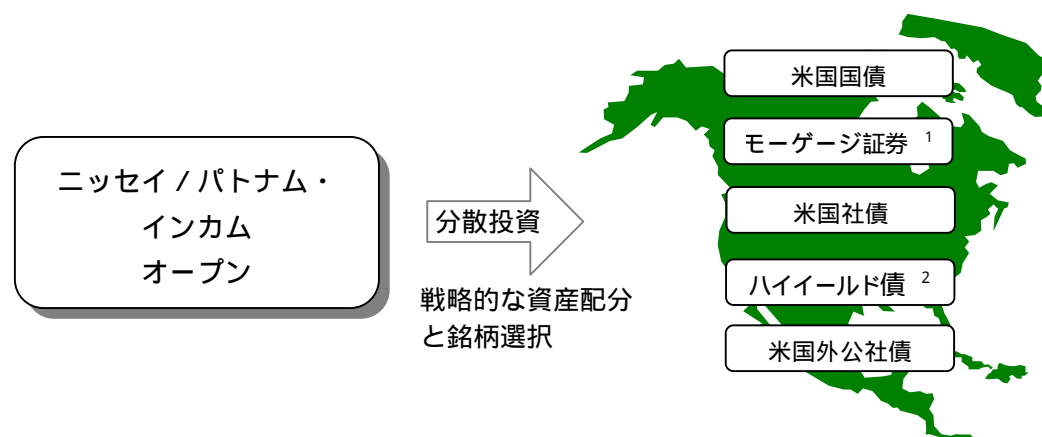 ニッセイ / パトナム・
インカム
オープン
分散投資
戦略的な資産配分
と銘柄選択
米国国債
モーゲージ証券 1
米国社債
ハイイールド債 2
米国外公社債